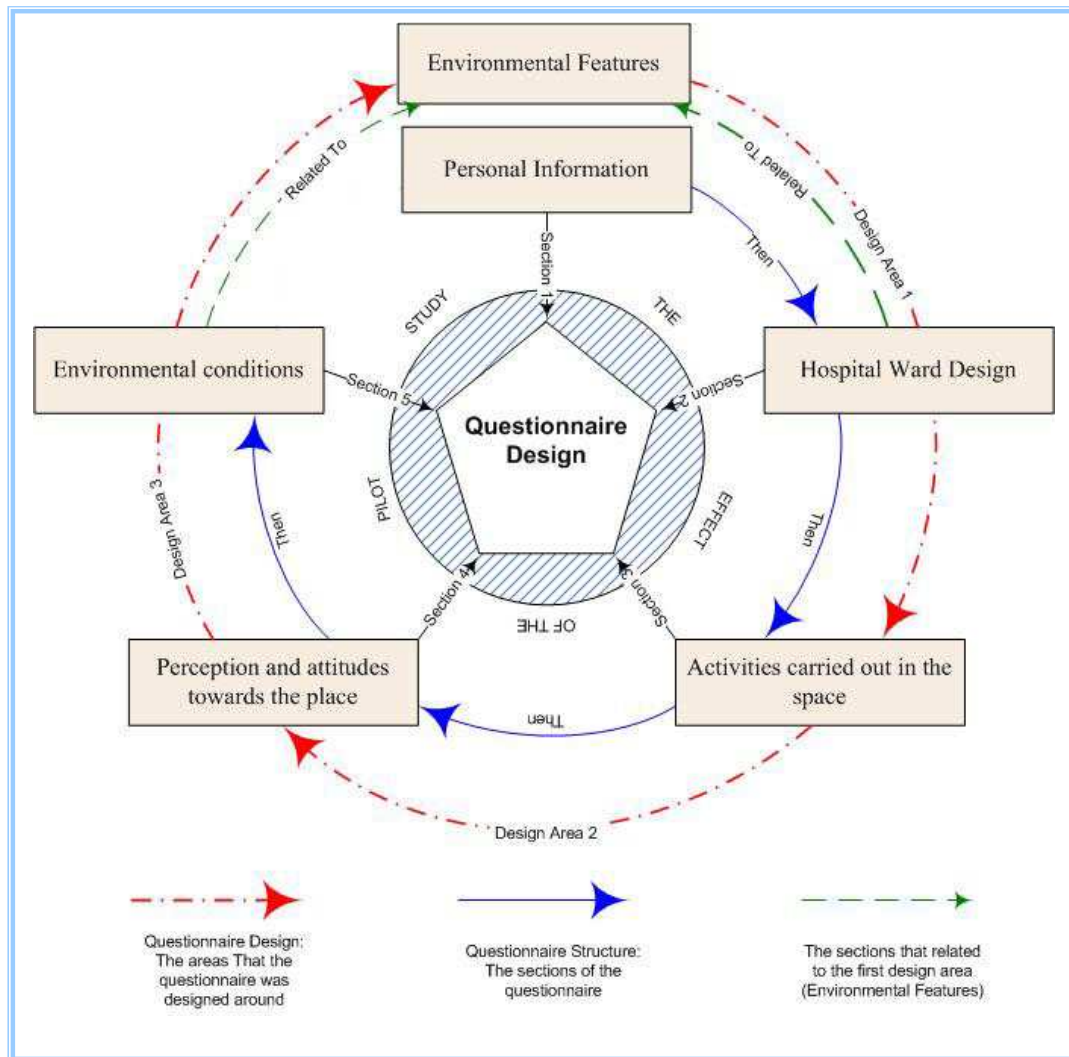 Environmental Features
Personal Information
Related To
Related To
Design Area 1
Then
Section 1
STUDY
THE
Environmental conditions
Hospital Ward Design
Section 5
Section 2
Questionnaire
Design
Design Area 3
Then
PILOT
EFFECT
Then
Section 4
Section 3
OF THE
Perception and attitudes
towards the place
Activities carried out in the
space
Then
Design Area 2
Questionnaire Design:
The areas That the
questionnaire was
designed around
Questionnaire Structure:
The sections of the
questionnaire
The sections that related
to the first design area
(Environmental Features)